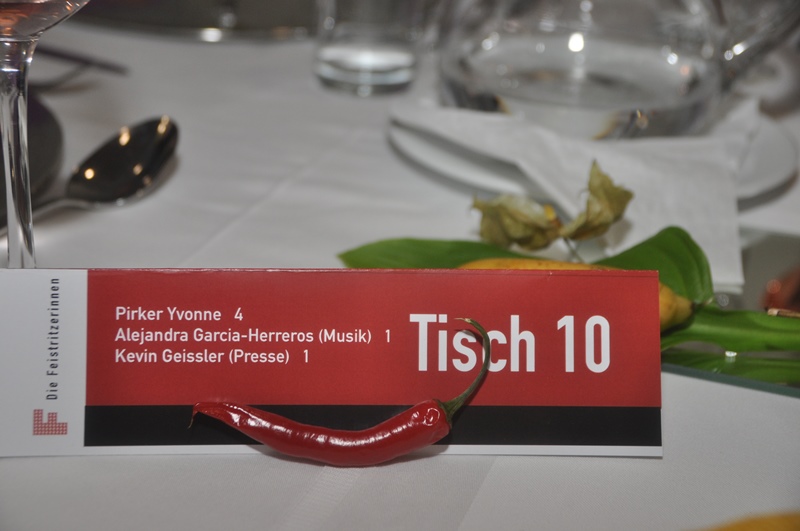 Die Feistritzerinnen
Pirker Yvonne 4
Alejandra Garcia-Herreros (Musik) 1
Kevin Geissler (Presse) 1
Tisch 10